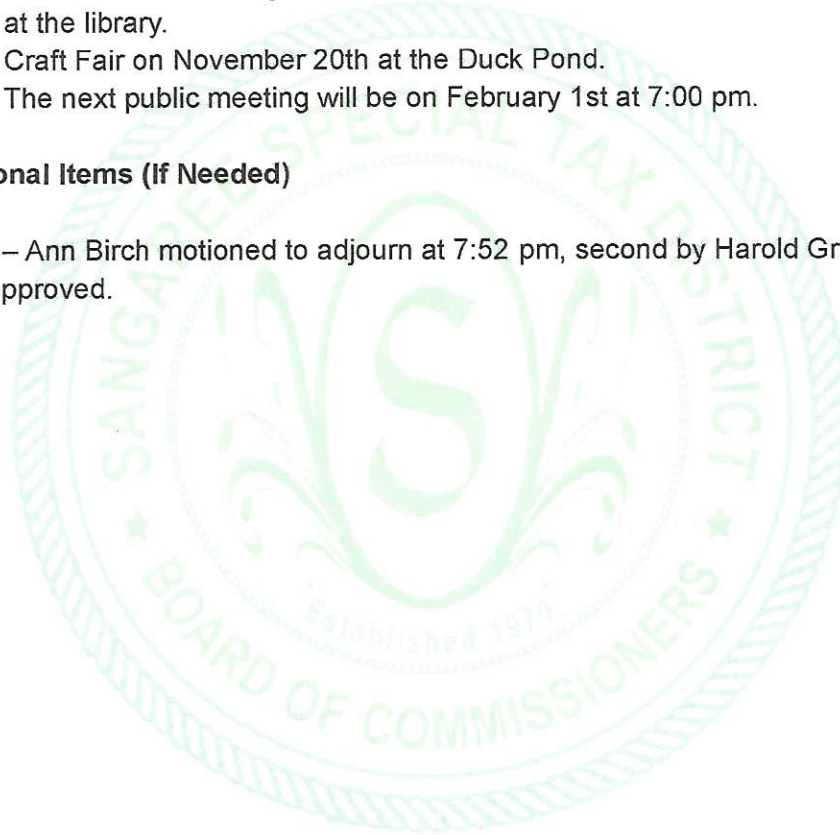 at the library.
Craft Fair on November 20th at the Duck Pond.
The next public meeting will be on February 1st at 7:00 pm.
onal Items (If Needed)
– Ann Birch motioned to adjourn at 7:52 pm, second by Harold Gr
pproved.
SANGAREE SPECIAL TAX DISTRICT
S
Established 1979
BOARD OF COMMISSIONERS